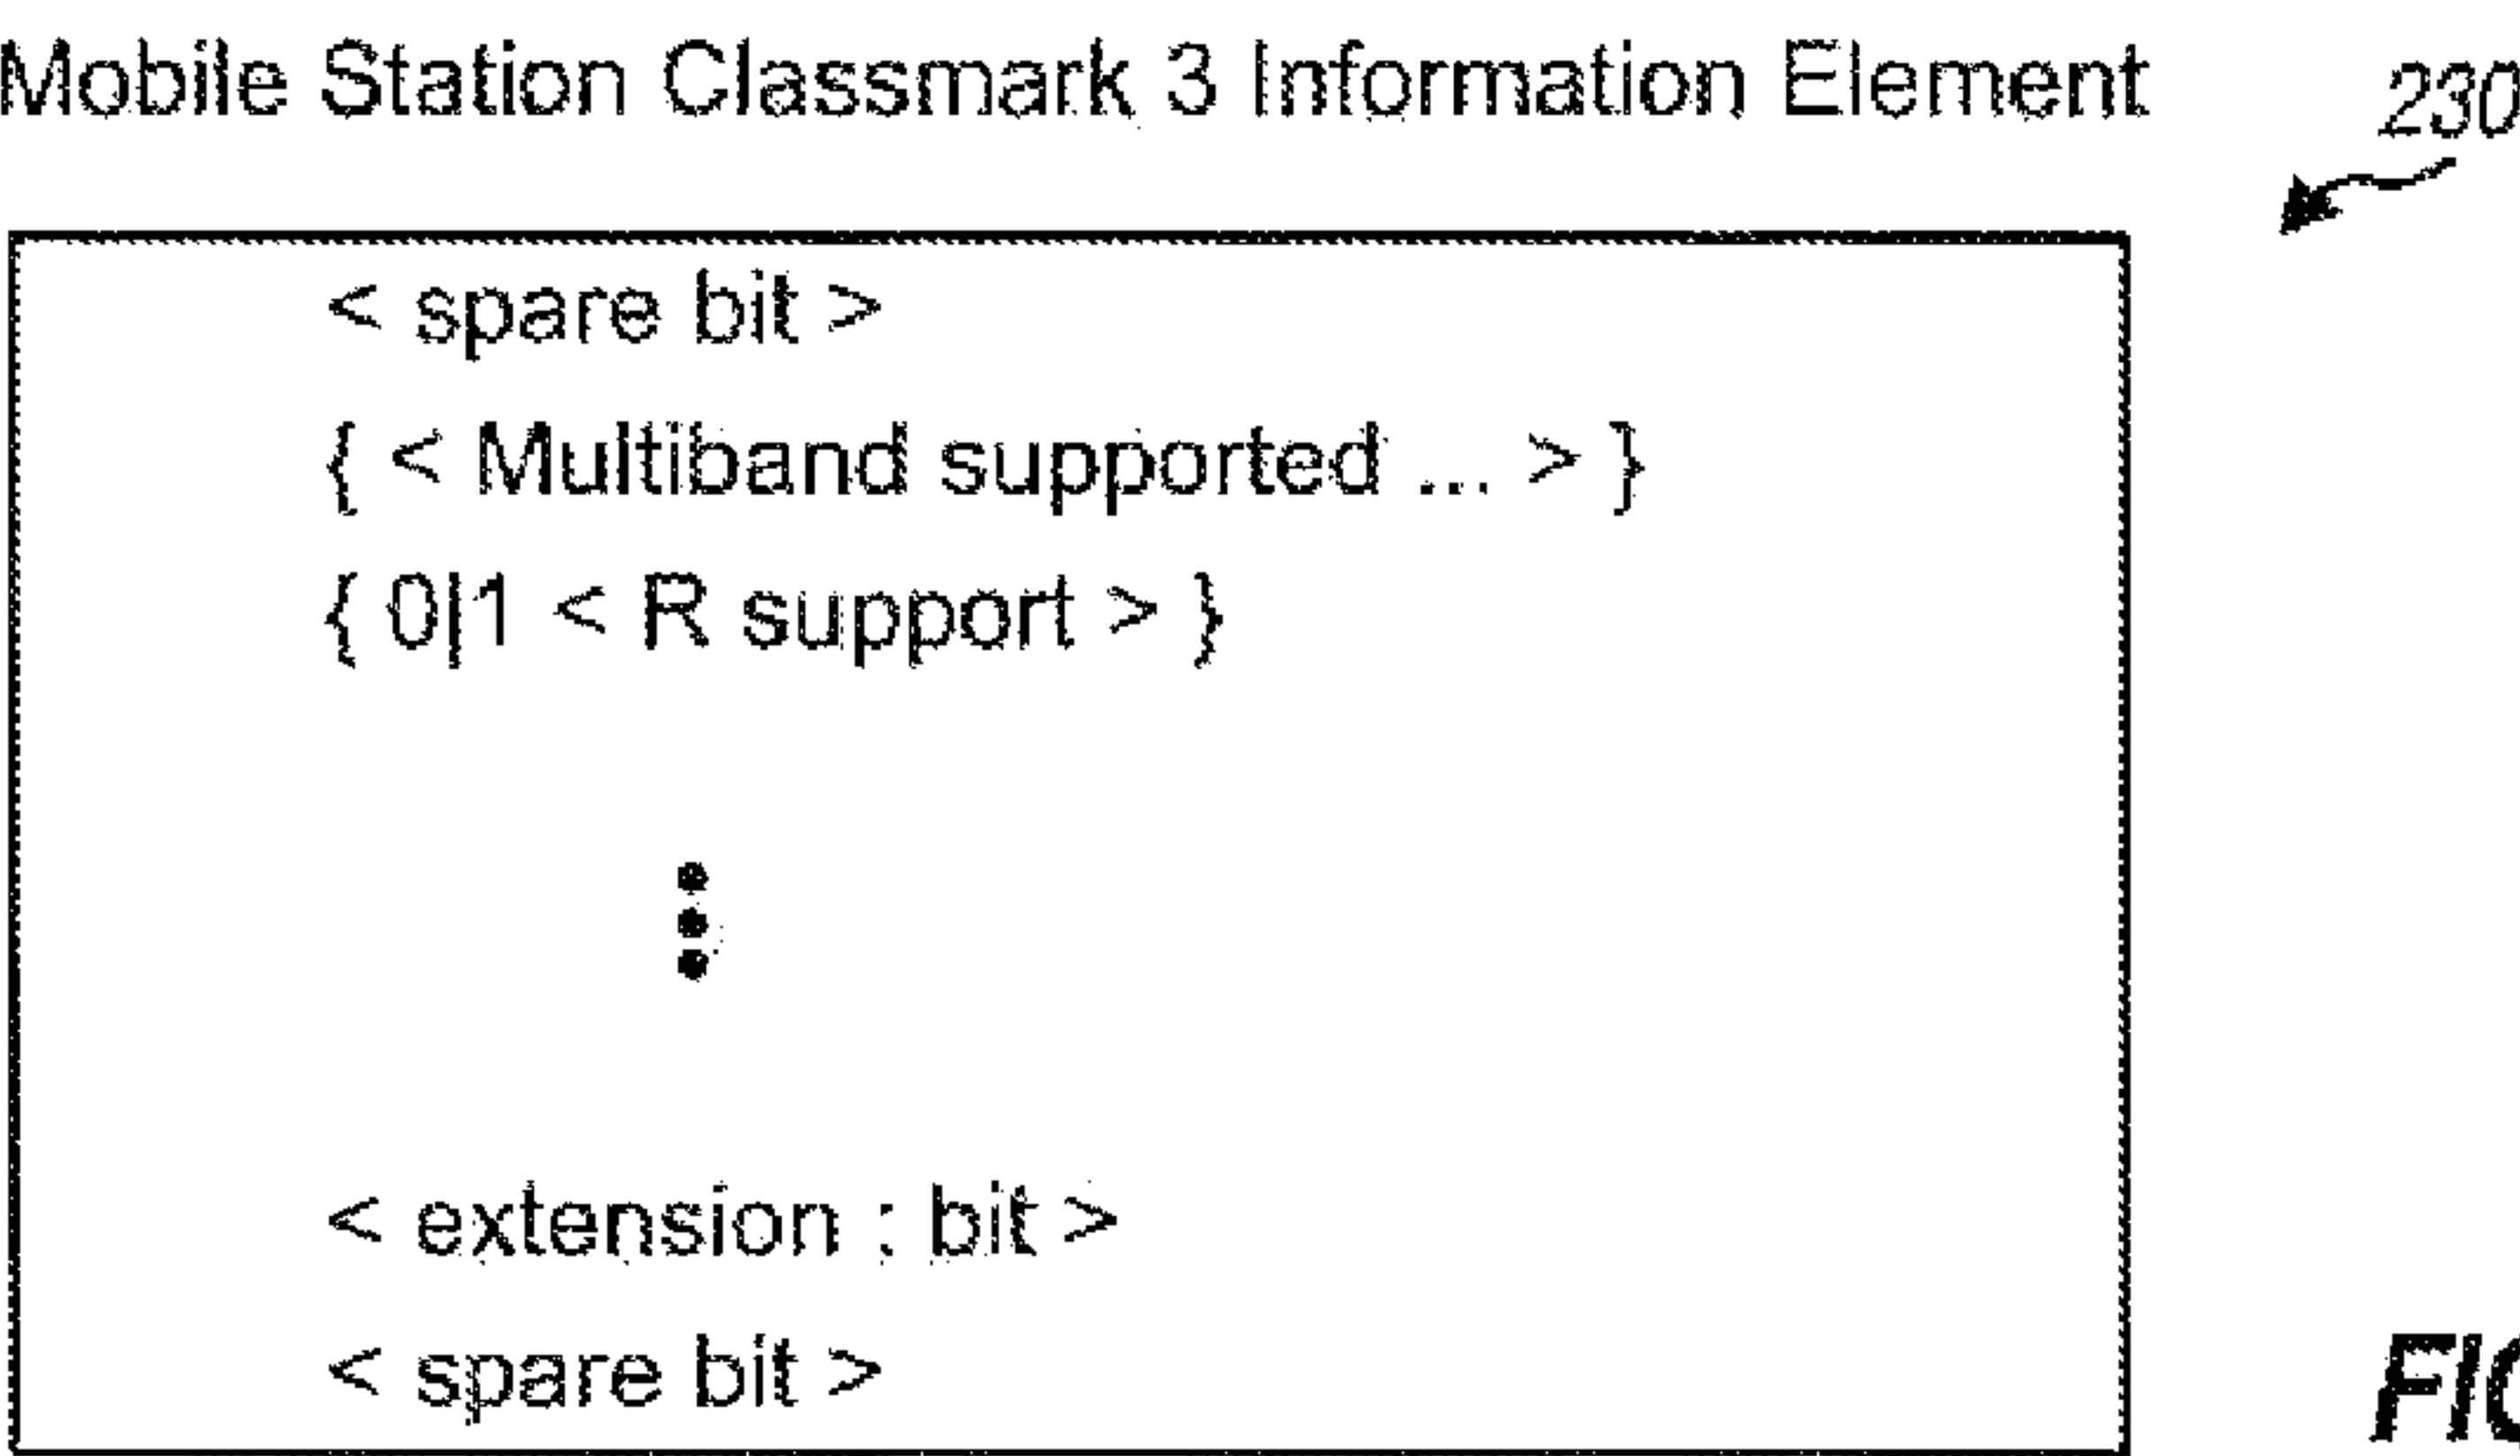 Mobile Station Classmark 3 Information Element
230
< spare bit >
{ < Multiband supported ... > }
{ 0|1 < R support > }
< extension : bit >
< spare bit >